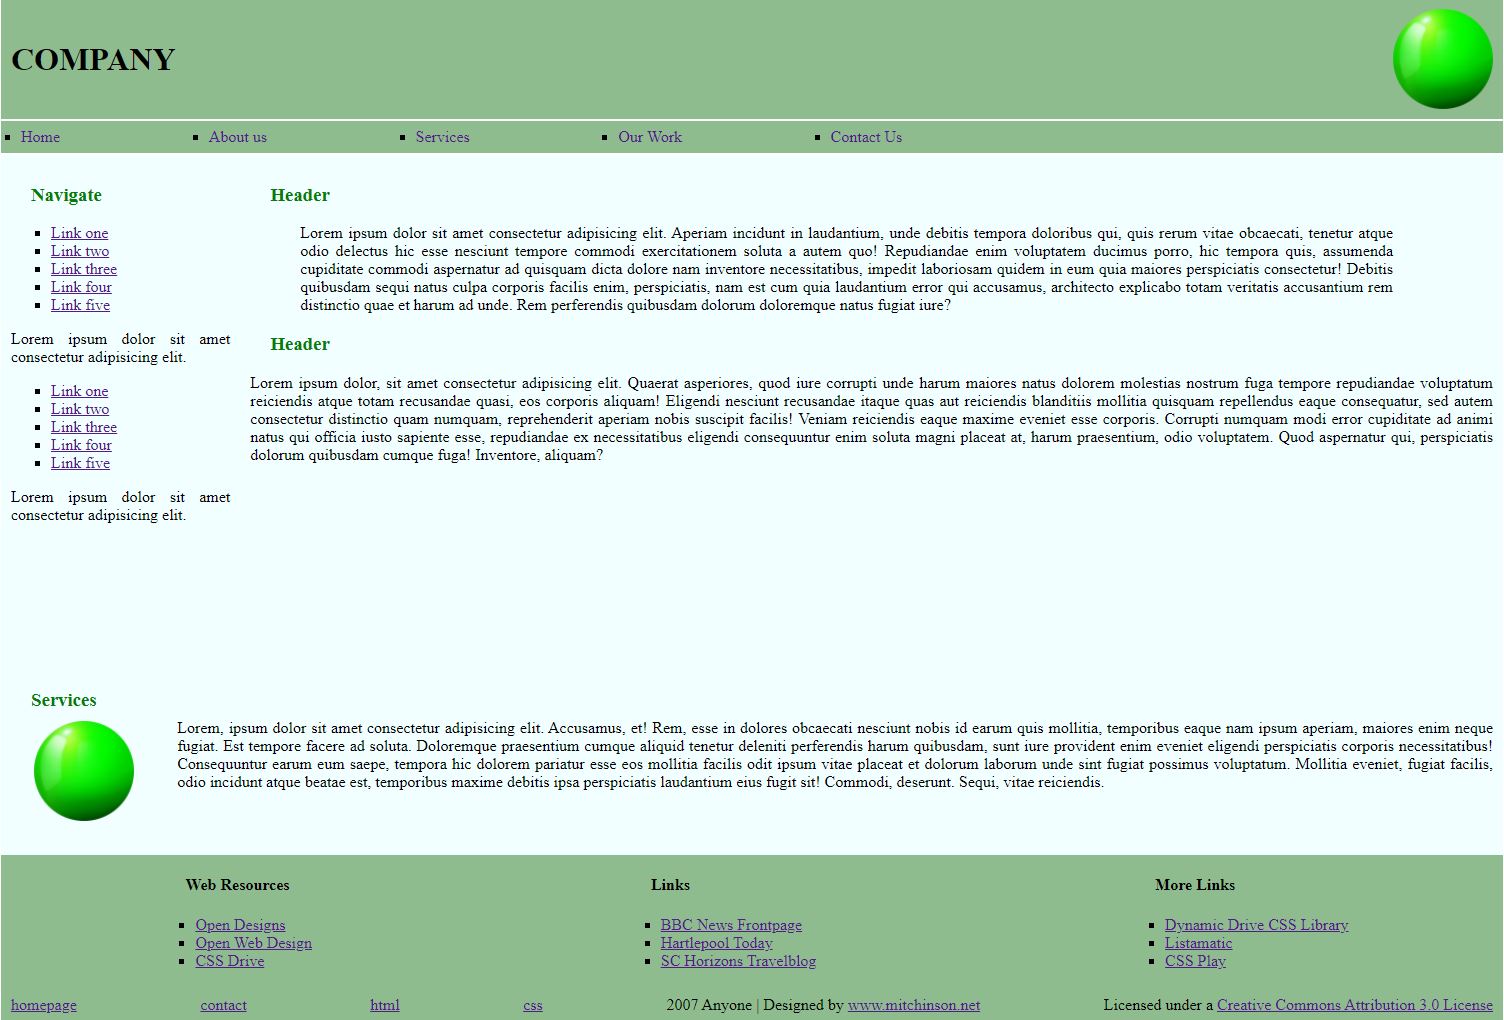 COMPANY
Home About us Services Our Work Contact Us
Navigate
Link one
Link two
Link three
Link four
Link five
Lorem ipsum dolor sit amet
consectetur adipisicing elit.
Link one
Link two
Link three
Link four
Link five
Lorem ipsum dolor sit amet
consectetur adipisicing elit.
Header
Lorem ipsum dolor sit amet consectetur adipisicing elit. Aperiam incidunt in laudantium, unde debitis tempora doloribus qui, quis rerum vitae obcaecati, tenetur atque
odio delectus hic esse nesciunt tempore commodi exercitationem soluta a autem quo! Repudiandae enim voluptatem ducimus porro, hic tempora quis, assumenda
cupiditate commodi aspernatur ad quisquam dicta dolore nam inventore necessitatibus, impedit laboriosam quidem in eum quia maiores perspiciatis consectetur! Debitis
quibusdam sequi natus culpa corporis facilis enim, perspiciatis, nam est cum quia laudantium error qui accusamus, architecto explicabo totam veritatis accusantium rem
distinctio quae et harum ad unde. Rem perferendis quibusdam dolorum doloremque natus fugiat iure?
Header
Lorem ipsum dolor, sit amet consectetur adipisicing elit. Quaerat asperiores, quod iure corrupti unde harum maiores natus dolorem molestias nostrum fuga tempore repudiandae voluptatum
reiciendis atque totam recusandae quasi, eos corporis aliquam! Eligendi nesciunt recusandae itaque quas aut reiciendis blanditiis mollitia quisquam repellendus eaque consequatur, sed autem
consectetur distinctio quam numquam, reprehenderit aperiam nobis suscipit facilis! Veniam reiciendis eaque maxime eveniet esse corporis. Corrupti numquam modi error cupiditate ad animi
natus qui officia iusto sapiente esse, repudiandae ex necessitatibus eligendi consequuntur enim soluta magni placeat at, harum praesentium, odio voluptatem. Quod aspernatur qui, perspiciatis
dolorum quibusdam cumque fuga! Inventore, aliquam?
Services
Lorem, ipsum dolor sit amet consectetur adipisicing elit. Accusamus, et! Rem, esse in dolores obcaecati nesciunt nobis id earum quis mollitia, temporibus eaque nam ipsum aperiam, maiores enim neque
fugiat. Est tempore facere ad soluta. Doloremque praesentium cumque aliquid tenetur deleniti perferendis harum quibusdam, sunt iure provident enim eveniet eligendi perspiciatis corporis necessitatibus!
Consequuntur earum eum saepe, tempora hic dolorem pariatur esse eos mollitia facilis odit ipsum vitae placeat et dolorum laborum unde sint fugiat possimus voluptatum. Mollitia eveniet, fugiat facilis,
odio incidunt atque beatae est, temporibus maxime debitis ipsa perspiciatis laudantium eius fugit sit! Commodi, deserunt. Sequi, vitae reiciendis.
Web Resources
Open Designs
Open Web Design
CSS Drive
Links
BBC News Frontpage
Hartlepool Today
SC Horizons Travelblog
More Links
Dynamic Drive CSS Library
Listamatic
CSS Play
homepage contact html css 2007 Anyone | Designed by www.mitchinson.net Licensed under a Creative Commons Attribution 3.0 License